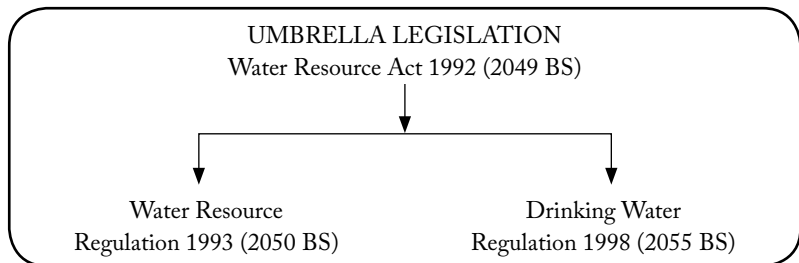 UMBRELLA LEGISLATION
Water Resource Act 1992 (2049 BS)
Water Resource
Regulation 1993 (2050 BS)
Drinking Water
Regulation 1998 (2055 BS)